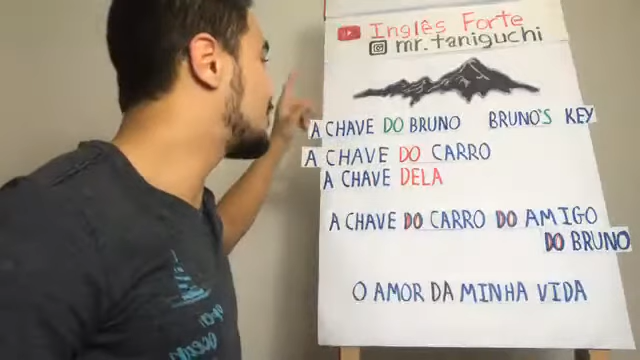 Inglês Forte
mr.taniguchi
A CHAVE DO BRUNO BRUNO'S KEY
A CHAVE DO CARRO
A CHAVE DELA
A CHAVE DO CARRO DO AMIGO
DO BRUNO
O AMOR DA MINHA VIDA